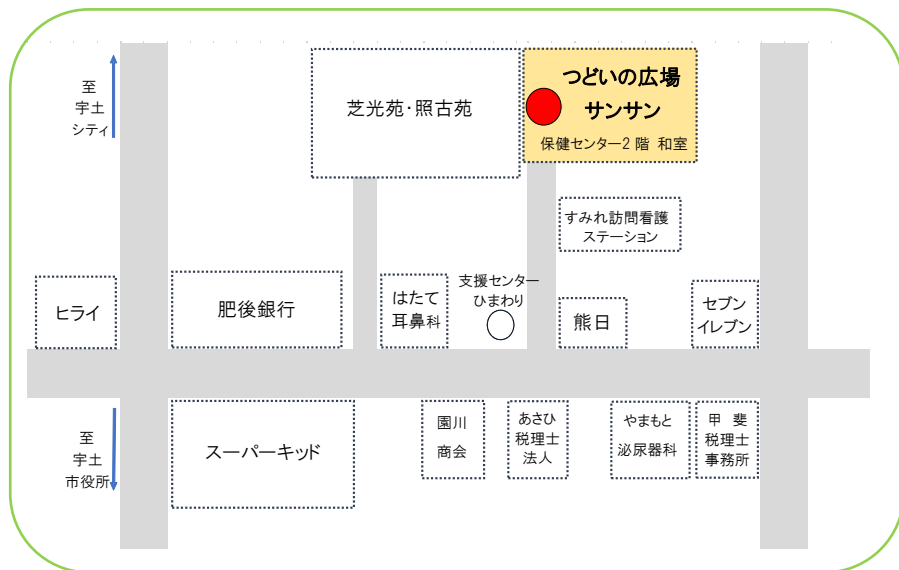 至
宇土
シティ
芝光苑・照古苑
つどいの広場
サンサン
保健センター2階 和室
すみれ訪問看護
ステーション
ヒライ
肥後銀行
はたて
耳鼻科
支援センター
ひまわり
熊日
セブン
イレブン
至
宇土
市役所
スーパーキッド
園川
商会
あさひ
税理士
法人
やまもと
泌尿器科
甲 斐
税理士
事務所